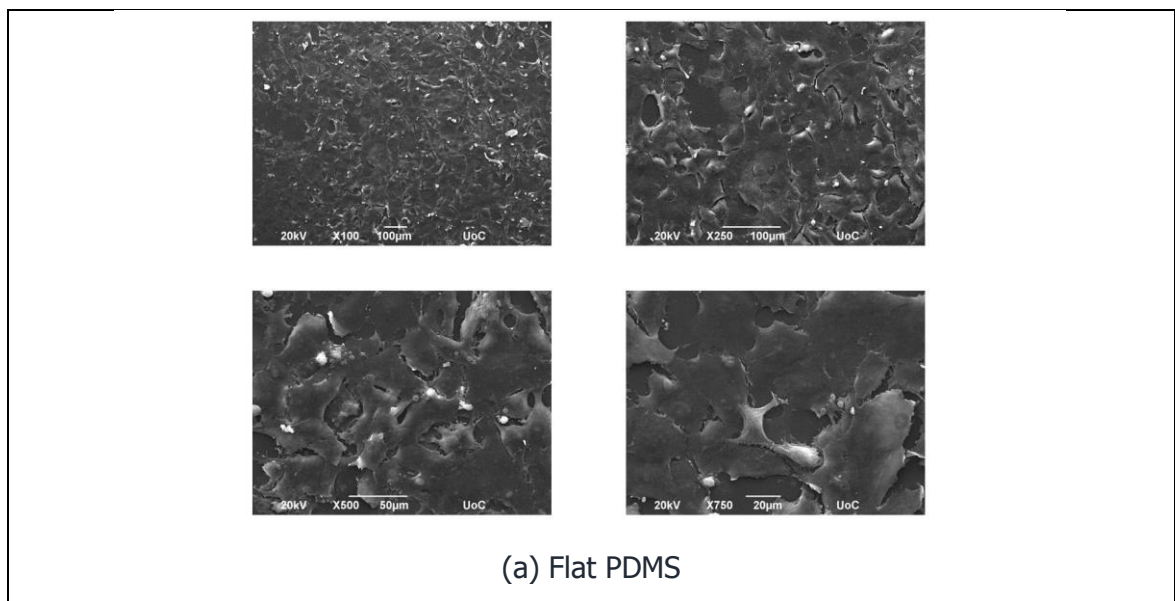 20kV X100 100µm UoC
20kV X250 100µm UoC
20kV X500 50µm UoC
20kV X750 20µm UoC
(a) Flat PDMS